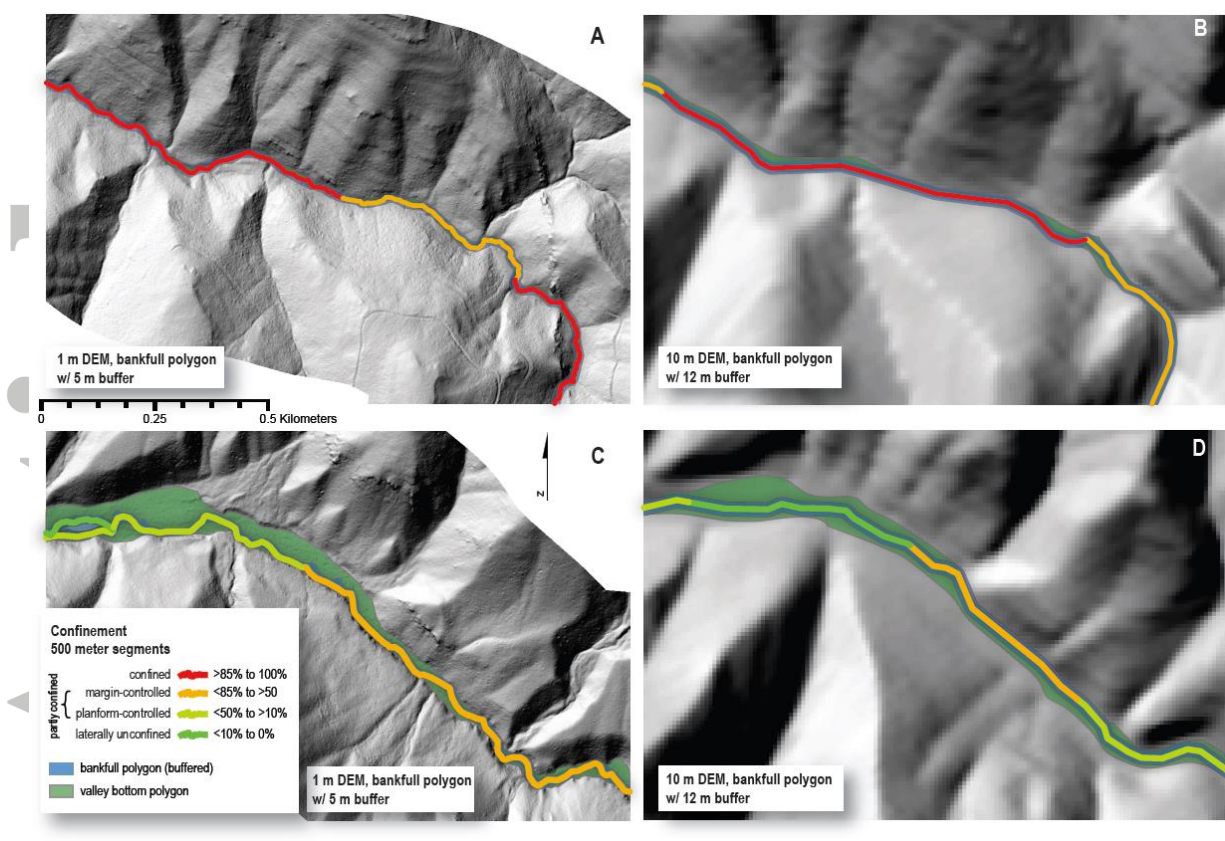 A
B
1 m DEM, bankfull polygon
w/ 5 m buffer
10 m DEM, bankfull polygon
w/ 12 m buffer
0 0.25 0.5 Kilometers
C
D
N
Confinement
500 meter segments
confined >85% to 100%
partly confined
margin-controlled <85% to >50
planform-controlled <50% to >10%
laterally unconfined <10% to 0%
bankfull polygon (buffered)
valley bottom polygon
1 m DEM, bankfull polygon
w/ 5 m buffer
10 m DEM, bankfull polygon
w/ 12 m buffer